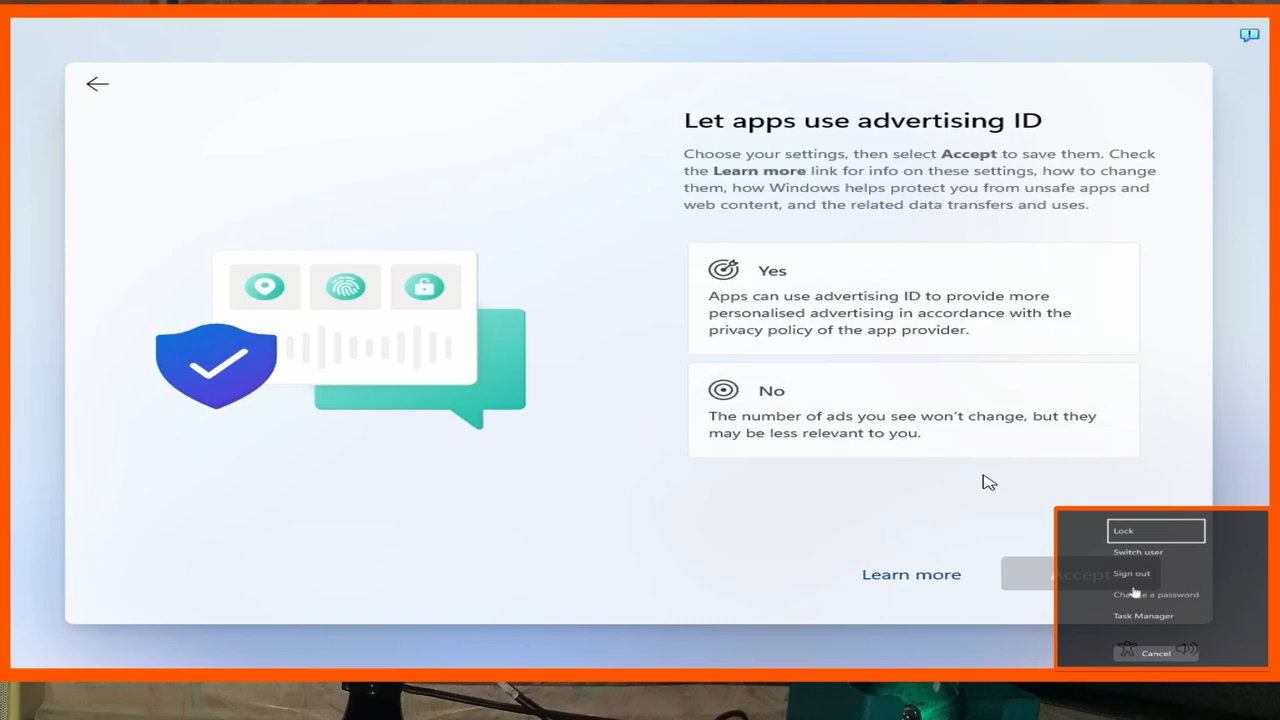 Let apps use advertising ID
Choose your settings, then select Accept to save them. Check
the Learn more link for info on these settings, how to change
them, how Windows helps protect you from unsafe apps and
web content, and the related data transfers and uses.
Yes
Apps can use advertising ID to provide more
personalised advertising in accordance with the
privacy policy of the app provider.
No
The number of ads you see won't change, but they
may be less relevant to you.
Learn more
Accept
Lock
Switch user
Sign out
Change a password
Task Manager
Cancel